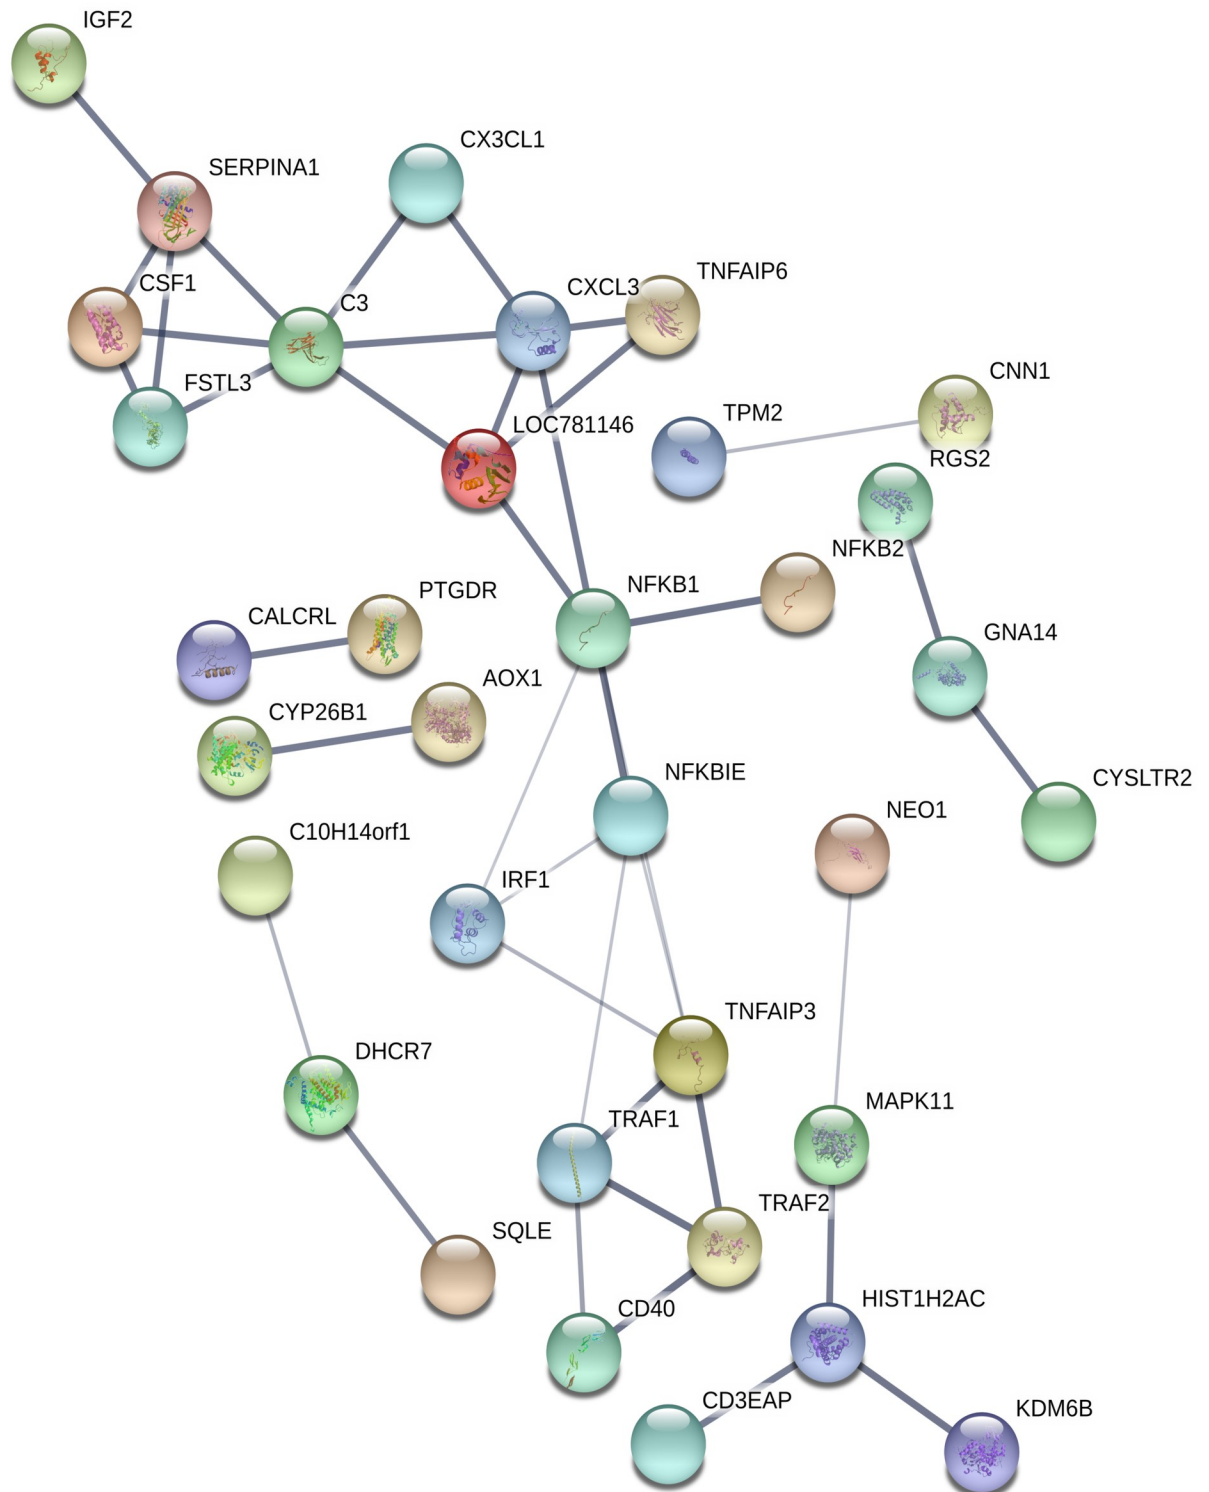 IGF2
CX3CL1
SERPINA1
TNFAIP6
CSF1
CXCL3
C3
CNN1
FSTL3
TPM2
LOC781146
RGS2
NFKB2
NFKB1
PTGDR
CALCRL
GNA14
AOX1
CYP26B1
NFKBIE
CYSLTR2
NEO1
C10H14orf1
IRF1
TNFAIP3
DHCR7
MAPK11
TRAF1
TRAF2
SQLE
HIST1H2AC
CD40
CD3EAP
KDM6B